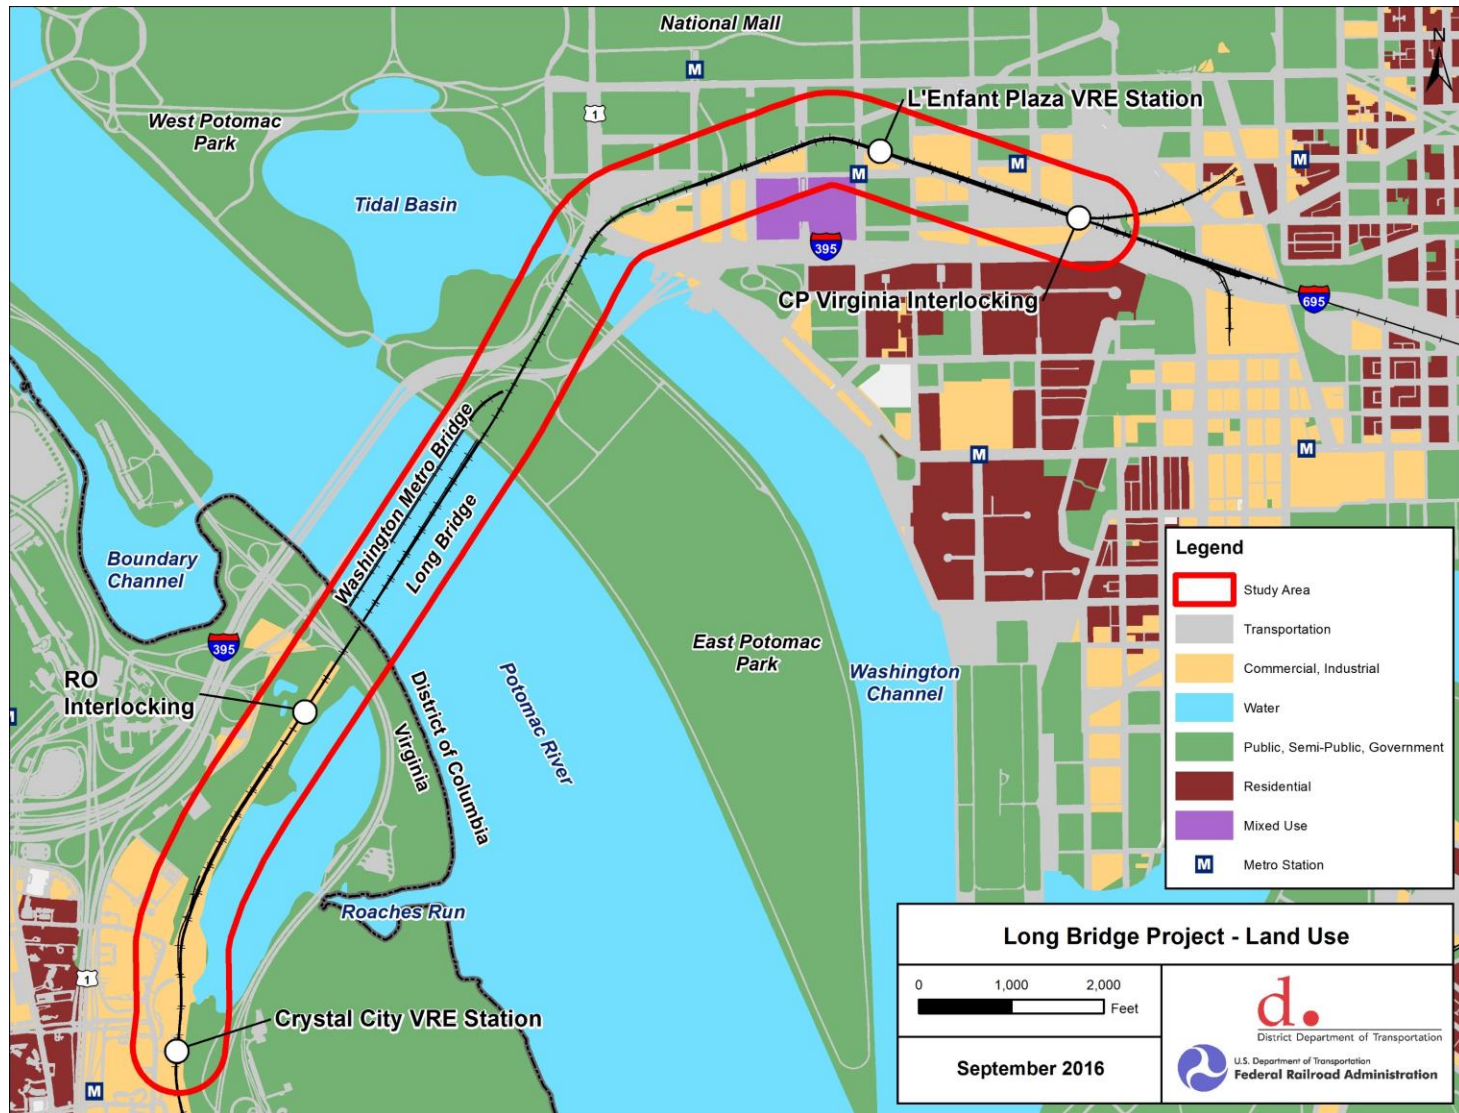 National Mall
M
N
1
L'Enfant Plaza VRE Station
West Potomac
Park
M
M
M
Tidal Basin
395
CP Virginia Interlocking
695
Washington Metro Bridge
Long Bridge
M
M
Boundary
Channel
395
RO
Interlocking
M
District of Columbia
Virginia
Potomac River
East Potomac
Park
Washington
Channel
Roaches Run
1
Crystal City VRE Station
M
Legend
Study Area
Transportation
Commercial, Industrial
Water
Public, Semi-Public, Government
Residential
Mixed Use
M Metro Station
Long Bridge Project - Land Use
0 1,000 2,000
Feet
September 2016
d.
District Department of Transportation
U.S. Department of Transportation
Federal Railroad Administration